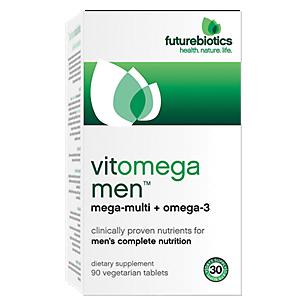 futurebiotics
health. nature. life.
vitomega
men™
mega-multi + omega-3
clinically proven nutrients for
men's complete nutrition
dietary supplement
90 vegetarian tablets
30